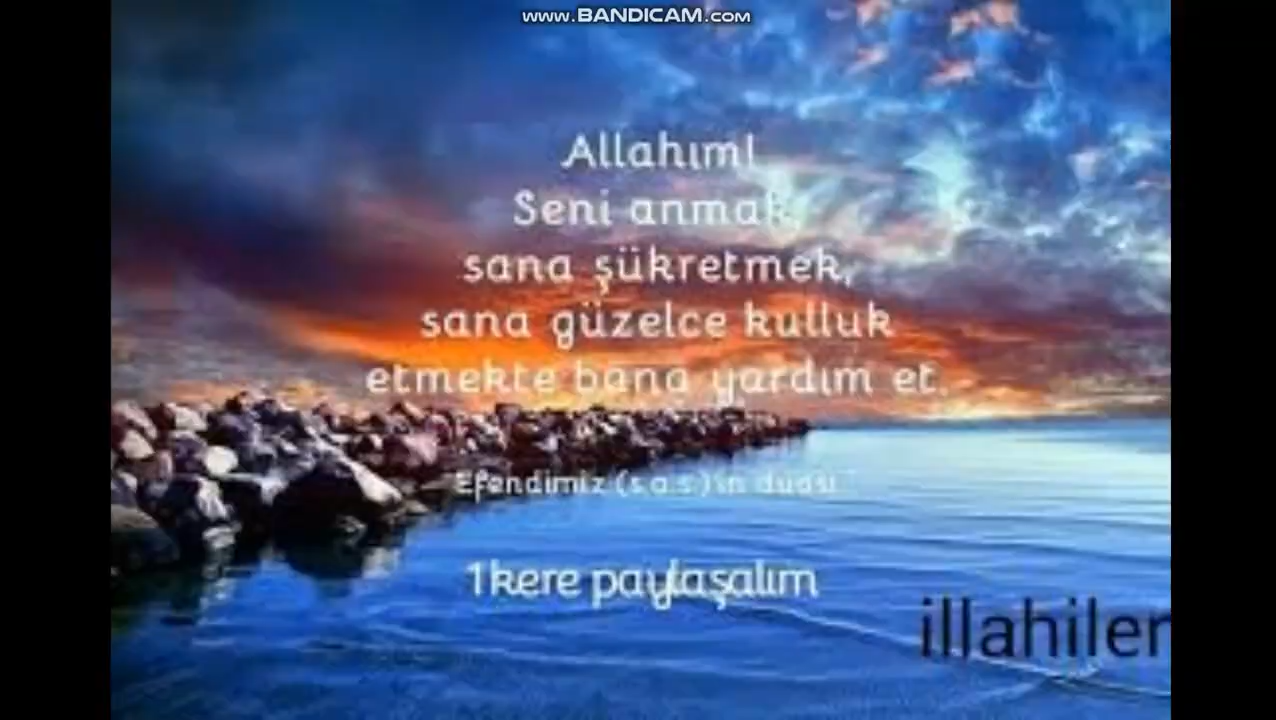 www.BANDICAM.com
Allahım!
Seni anmak,
sana şükretmek,
sana güzelce kulluk
etmekte bana yardım et.
Efendimiz (s.a.s)'in duası
1kere paylaşalım
illahiler